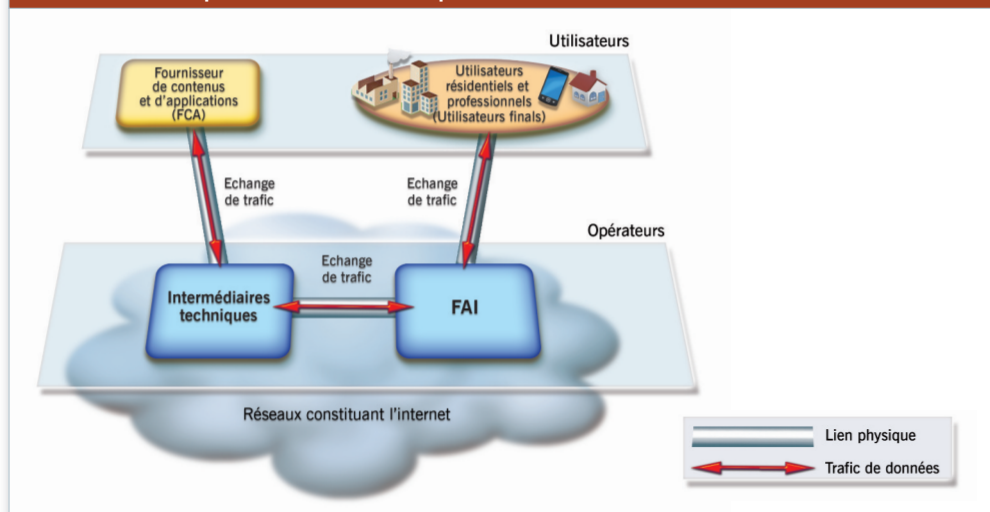 Utilisateurs
Fournisseur
de contenus
et d'applications
(FCA)
Utilisateurs
résidentiels et
professionnels
(Utilisateurs finals)
Echange
de trafic
Echange
de trafic
Opérateurs
Echange
de trafic
Intermédiaires
techniques
FAI
Réseaux constituant l'internet
Lien physique
Trafic de données